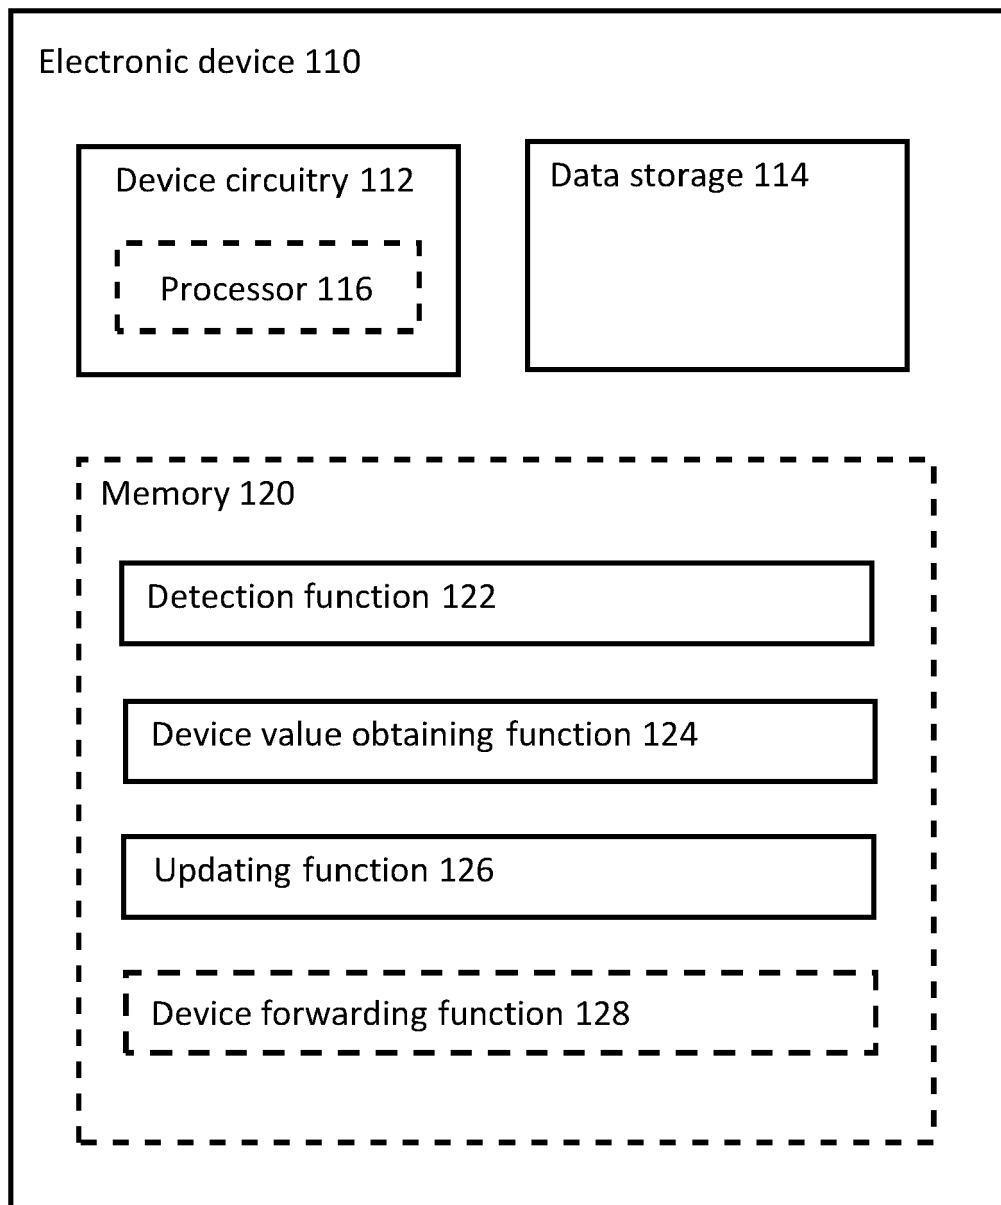 Electronic device 110
Device circuitry 112
Data storage 114
Processor 116
Memory 120
Detection function 122
Device value obtaining function 124
Updating function 126
Device forwarding function 128